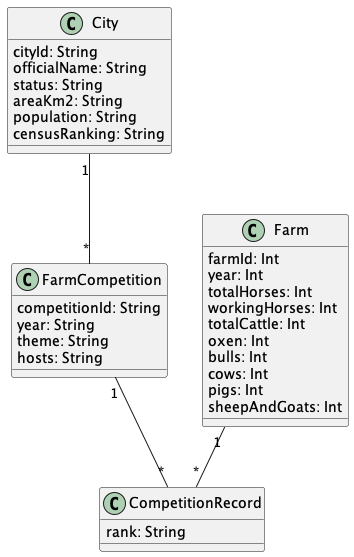 C City
cityId: String
officialName: String
status: String
areaKm2: String
population: String
censusRanking: String
1
*
C Farm
farmId: Int
year: Int
totalHorses: Int
workingHorses: Int
totalCattle: Int
oxen: Int
bulls: Int
cows: Int
pigs: Int
sheepAndGoats: Int
C FarmCompetition
competitionId: String
year: String
theme: String
hosts: String
1
1
*
*
C CompetitionRecord
rank: String